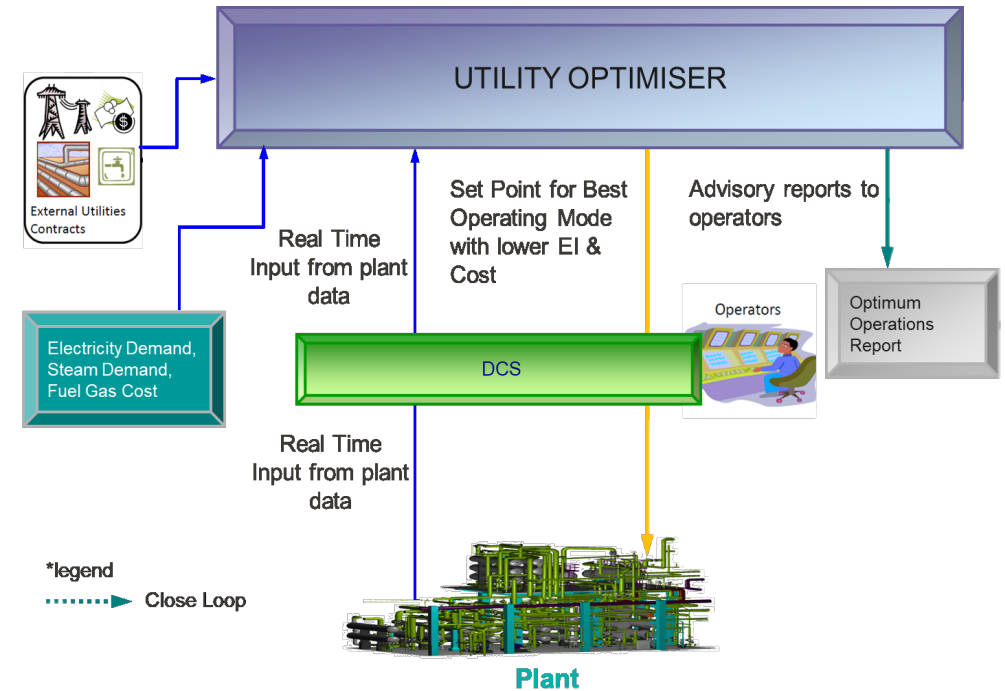 UTILITY OPTIMISER
$
External Utilities
Contracts
Real Time
Input from plant
data
Set Point for Best
Operating Mode
with lower EI &
Cost
Advisory reports to
operators
Optimum
Operations
Report
Operators
Electricity Demand,
Steam Demand,
Fuel Gas Cost
DCS
Real Time
Input from plant
data
*legend
Close Loop
Plant